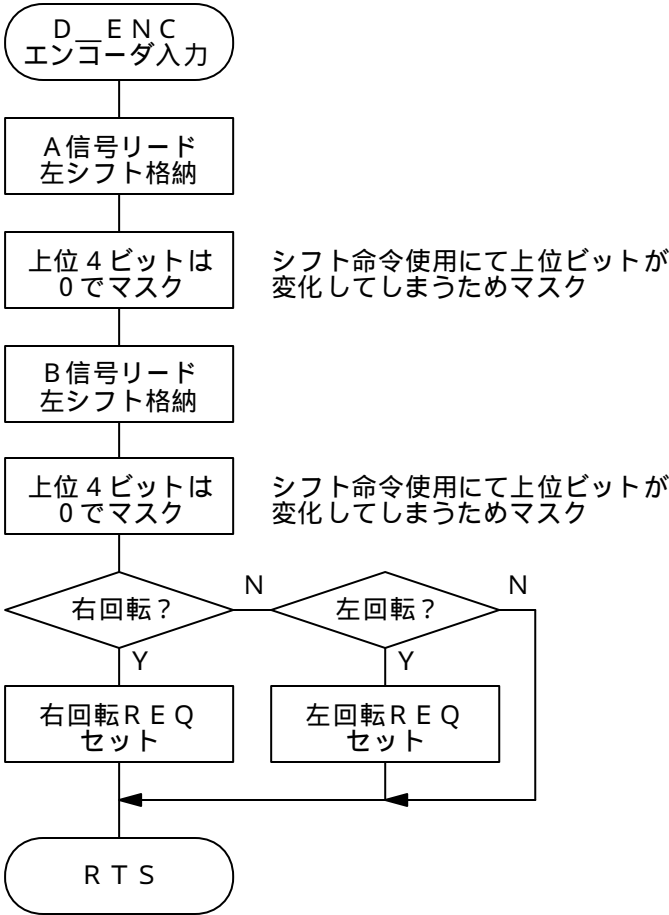 Ｄ＿ＥＮＣ
エンコーダ入力
Ａ信号リード
左シフト格納
上位４ビットは
０でマスク
シフト命令使用にて上位ビットが
変化してしまうためマスク
Ｂ信号リード
左シフト格納
上位４ビットは
０でマスク
シフト命令使用にて上位ビットが
変化してしまうためマスク
右回転？
N
左回転？
N
Y
Y
右回転ＲＥＱ
セット
左回転ＲＥＱ
セット
ＲＴＳ